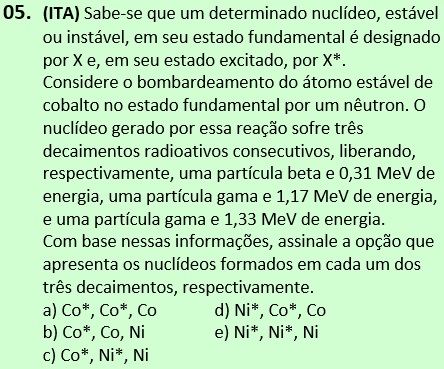 05. (ITA) Sabe-se que um determinado nuclídeo, estável
ou instável, em seu estado fundamental é designado
por X e, em seu estado excitado, por X*.
Considere o bombardeamento do átomo estável de
cobalto no estado fundamental por um nêutron. O
nuclídeo gerado por essa reação sofre três
decaimentos radioativos consecutivos, liberando,
respectivamente, uma partícula beta e 0,31 MeV de
energia, uma partícula gama e 1,17 MeV de energia,
e uma partícula gama e 1,33 MeV de energia.
Com base nessas informações, assinale a opção que
apresenta os nuclídeos formados em cada um dos
três decaimentos, respectivamente.
a) Co*, Co*, Co d) Ni*, Co*, Co
b) Co*, Co, Ni e) Ni*, Ni*, Ni
c) Co*, Ni*, Ni